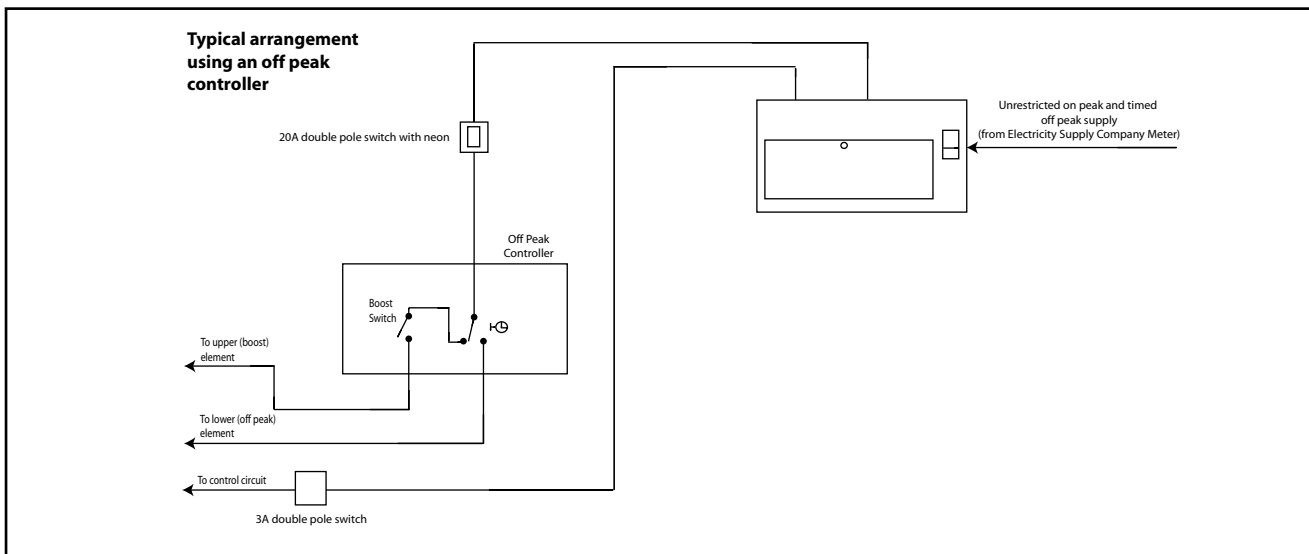 Typical arrangement
using an off peak
controller
20A double pole switch with neon
Unrestricted on peak and timed
off peak supply
(from Electricity Supply Company Meter)
Off Peak
Controller
Boost
Switch
To upper (boost)
element
To lower (off peak)
element
To control circuit
3A double pole switch